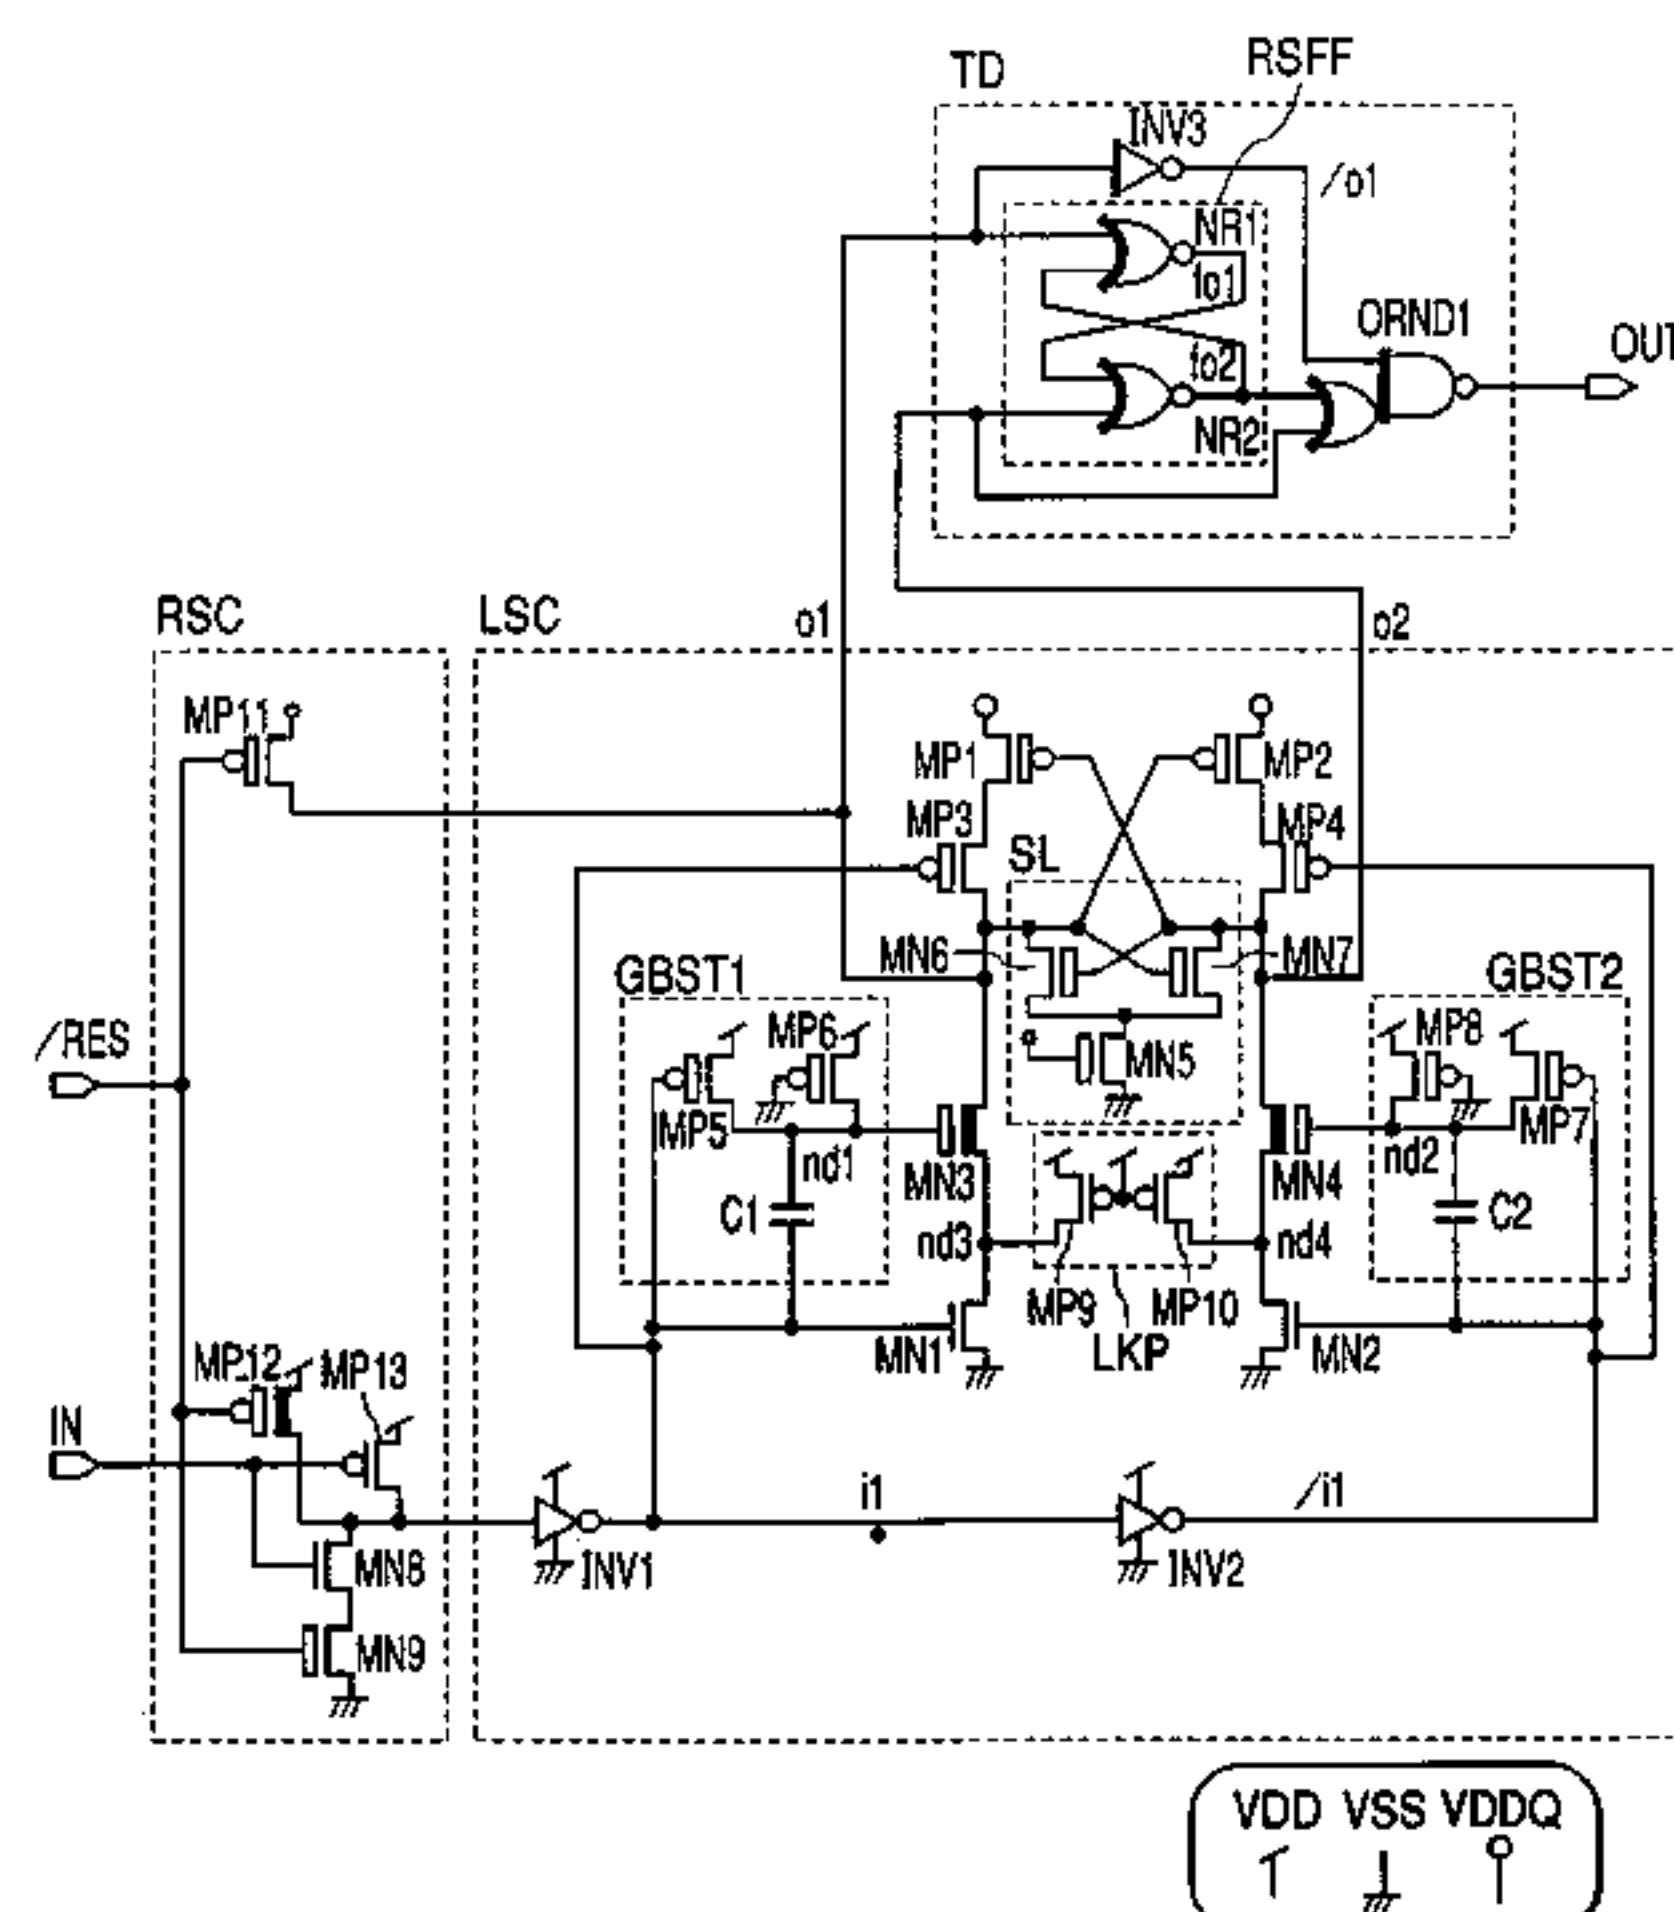 TD
RSFF
INV3
/o1
NR1
fo1
ORND1
OUT
fo2
NR2
RSC
LSC
o1
o2
MP11
MP1
MP2
MP3
MP4
SL
MN6
MN7
GBST1
GBST2
MP6
MP8
/RES
MN5
MP5
MP7
nd1
nd2
MN3
MN4
C1
C2
nd3
nd4
MP9
MP10
MN1
LKP
MN2
MP12
MP13
IN
i1
/i1
MN8
INV1
INV2
MN9
VDD VSS VDDQ